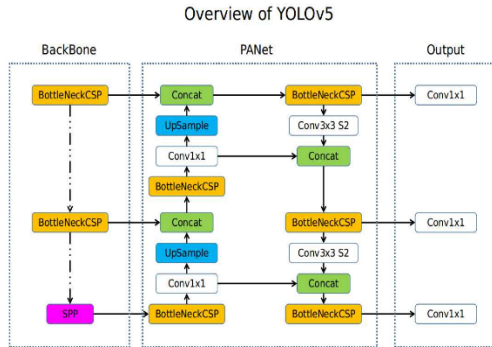 Overview of YOLOv5
BackBone PANet Output
BottleNeckCSP Concat BottleNeckCSP Conv1x1
UpSample Conv3x3 S2
Conv1x1 Concat
BottleNeckCSP
BottleNeckCSP Concat BottleNeckCSP Conv1x1
UpSample Conv3x3 S2
Conv1x1 Concat
SPP BottleNeckCSP BottleNeckCSP Conv1x1